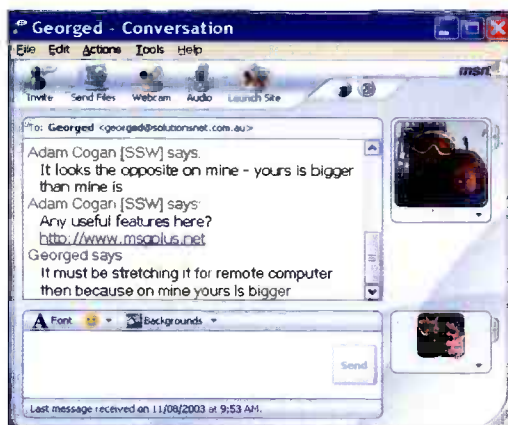 Georged - Conversation
File Edit Actions Tools Help
msn
Invite Send Files Webcam Audio Launch Site
To: Georged <georged@solutionsnet.com.au>
Adam Cogan [SSW] says:
It looks the opposite on mine - yours is bigger
than mine is
Adam Cogan [SSW] says:
Any useful features here?
http://www.msgplus.net
Georged says
It must be stretching it for remote computer
then because on mine yours is bigger
A Font Backgrounds
Send
Last message received on 11/08/2003 at 9:53 AM.